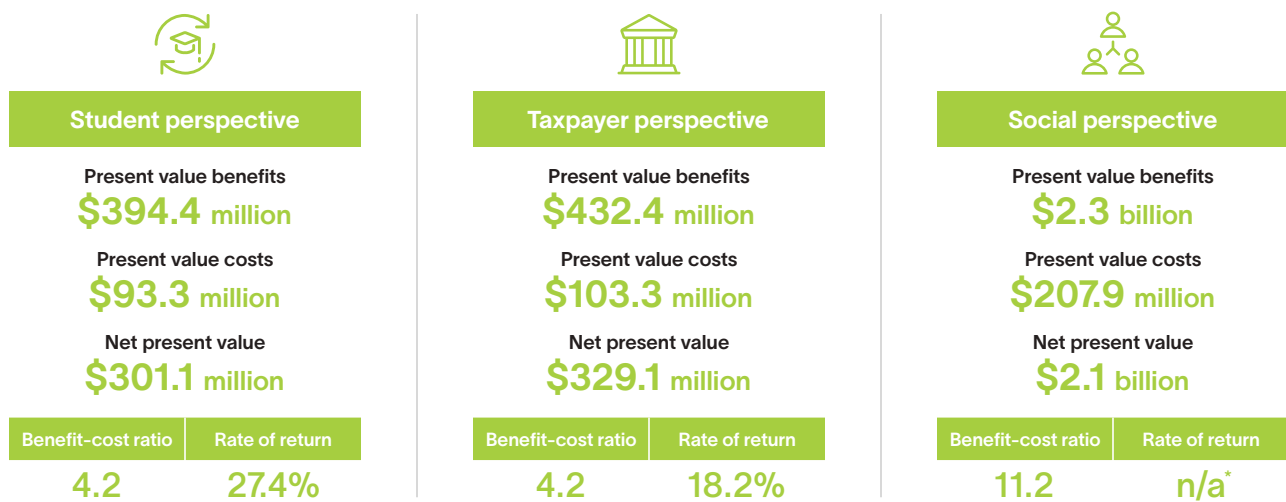 Student perspective
Present value benefits
$394.4 million
Present value costs
$93.3 million
Net present value
$301.1 million
Benefit-cost ratio
Rate of return
4.2
27.4%
Taxpayer perspective
Present value benefits
$432.4 million
Present value costs
$103.3 million
Net present value
$329.1 million
Benefit-cost ratio
Rate of return
4.2
18.2%
Social perspective
Present value benefits
$2.3 billion
Present value costs
$207.9 million
Net present value
$2.1 billion
Benefit-cost ratio
Rate of return
11.2
n/a*